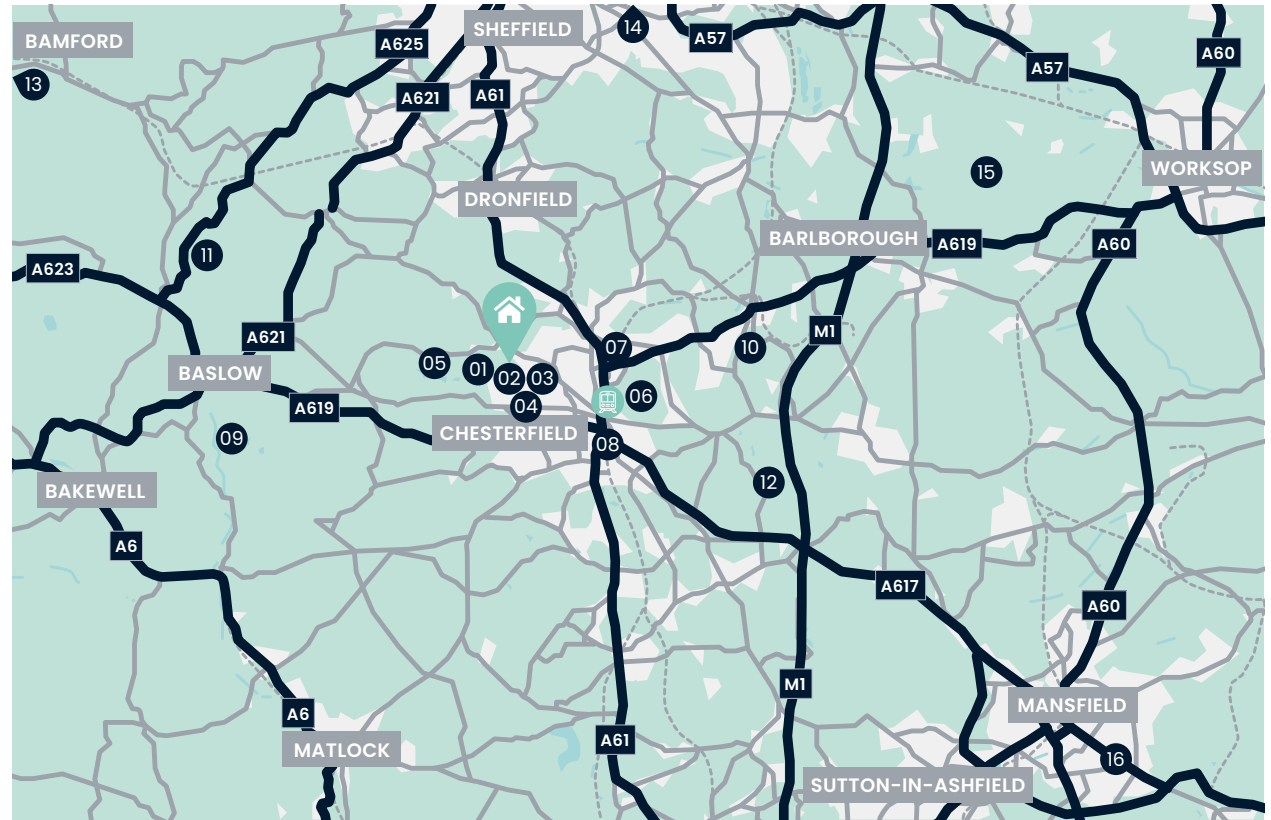 14
SHEFFIELD
BAMFORD
A625
A57
A60
A57
13
A621
A61
WORKSOP
15
DRONFIELD
BARLBOROUGH
A619
A60
11
A623
M1
A621
07
10
05
01
02
03
BASLOW
06
A619
04
CHESTERFIELD
09
08
12
BAKEWELL
A6
A617
A60
M1
MANSFIELD
A6
A61
MATLOCK
16
SUTTON-IN-ASHFIELD